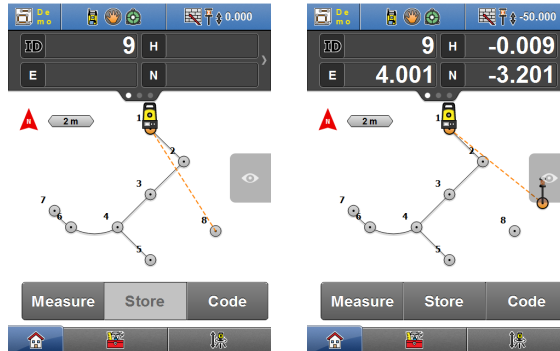 De
mo
0.000
ID 9 H
E N
N
2 m
1
2
3
4
5
6
7
8
Measure Store Code
De
mo
-50.000
ID 9 H -0.009
E 4.001 N -3.201
N
2 m
1
2
3
4
5
6
7
8
Measure Store Code